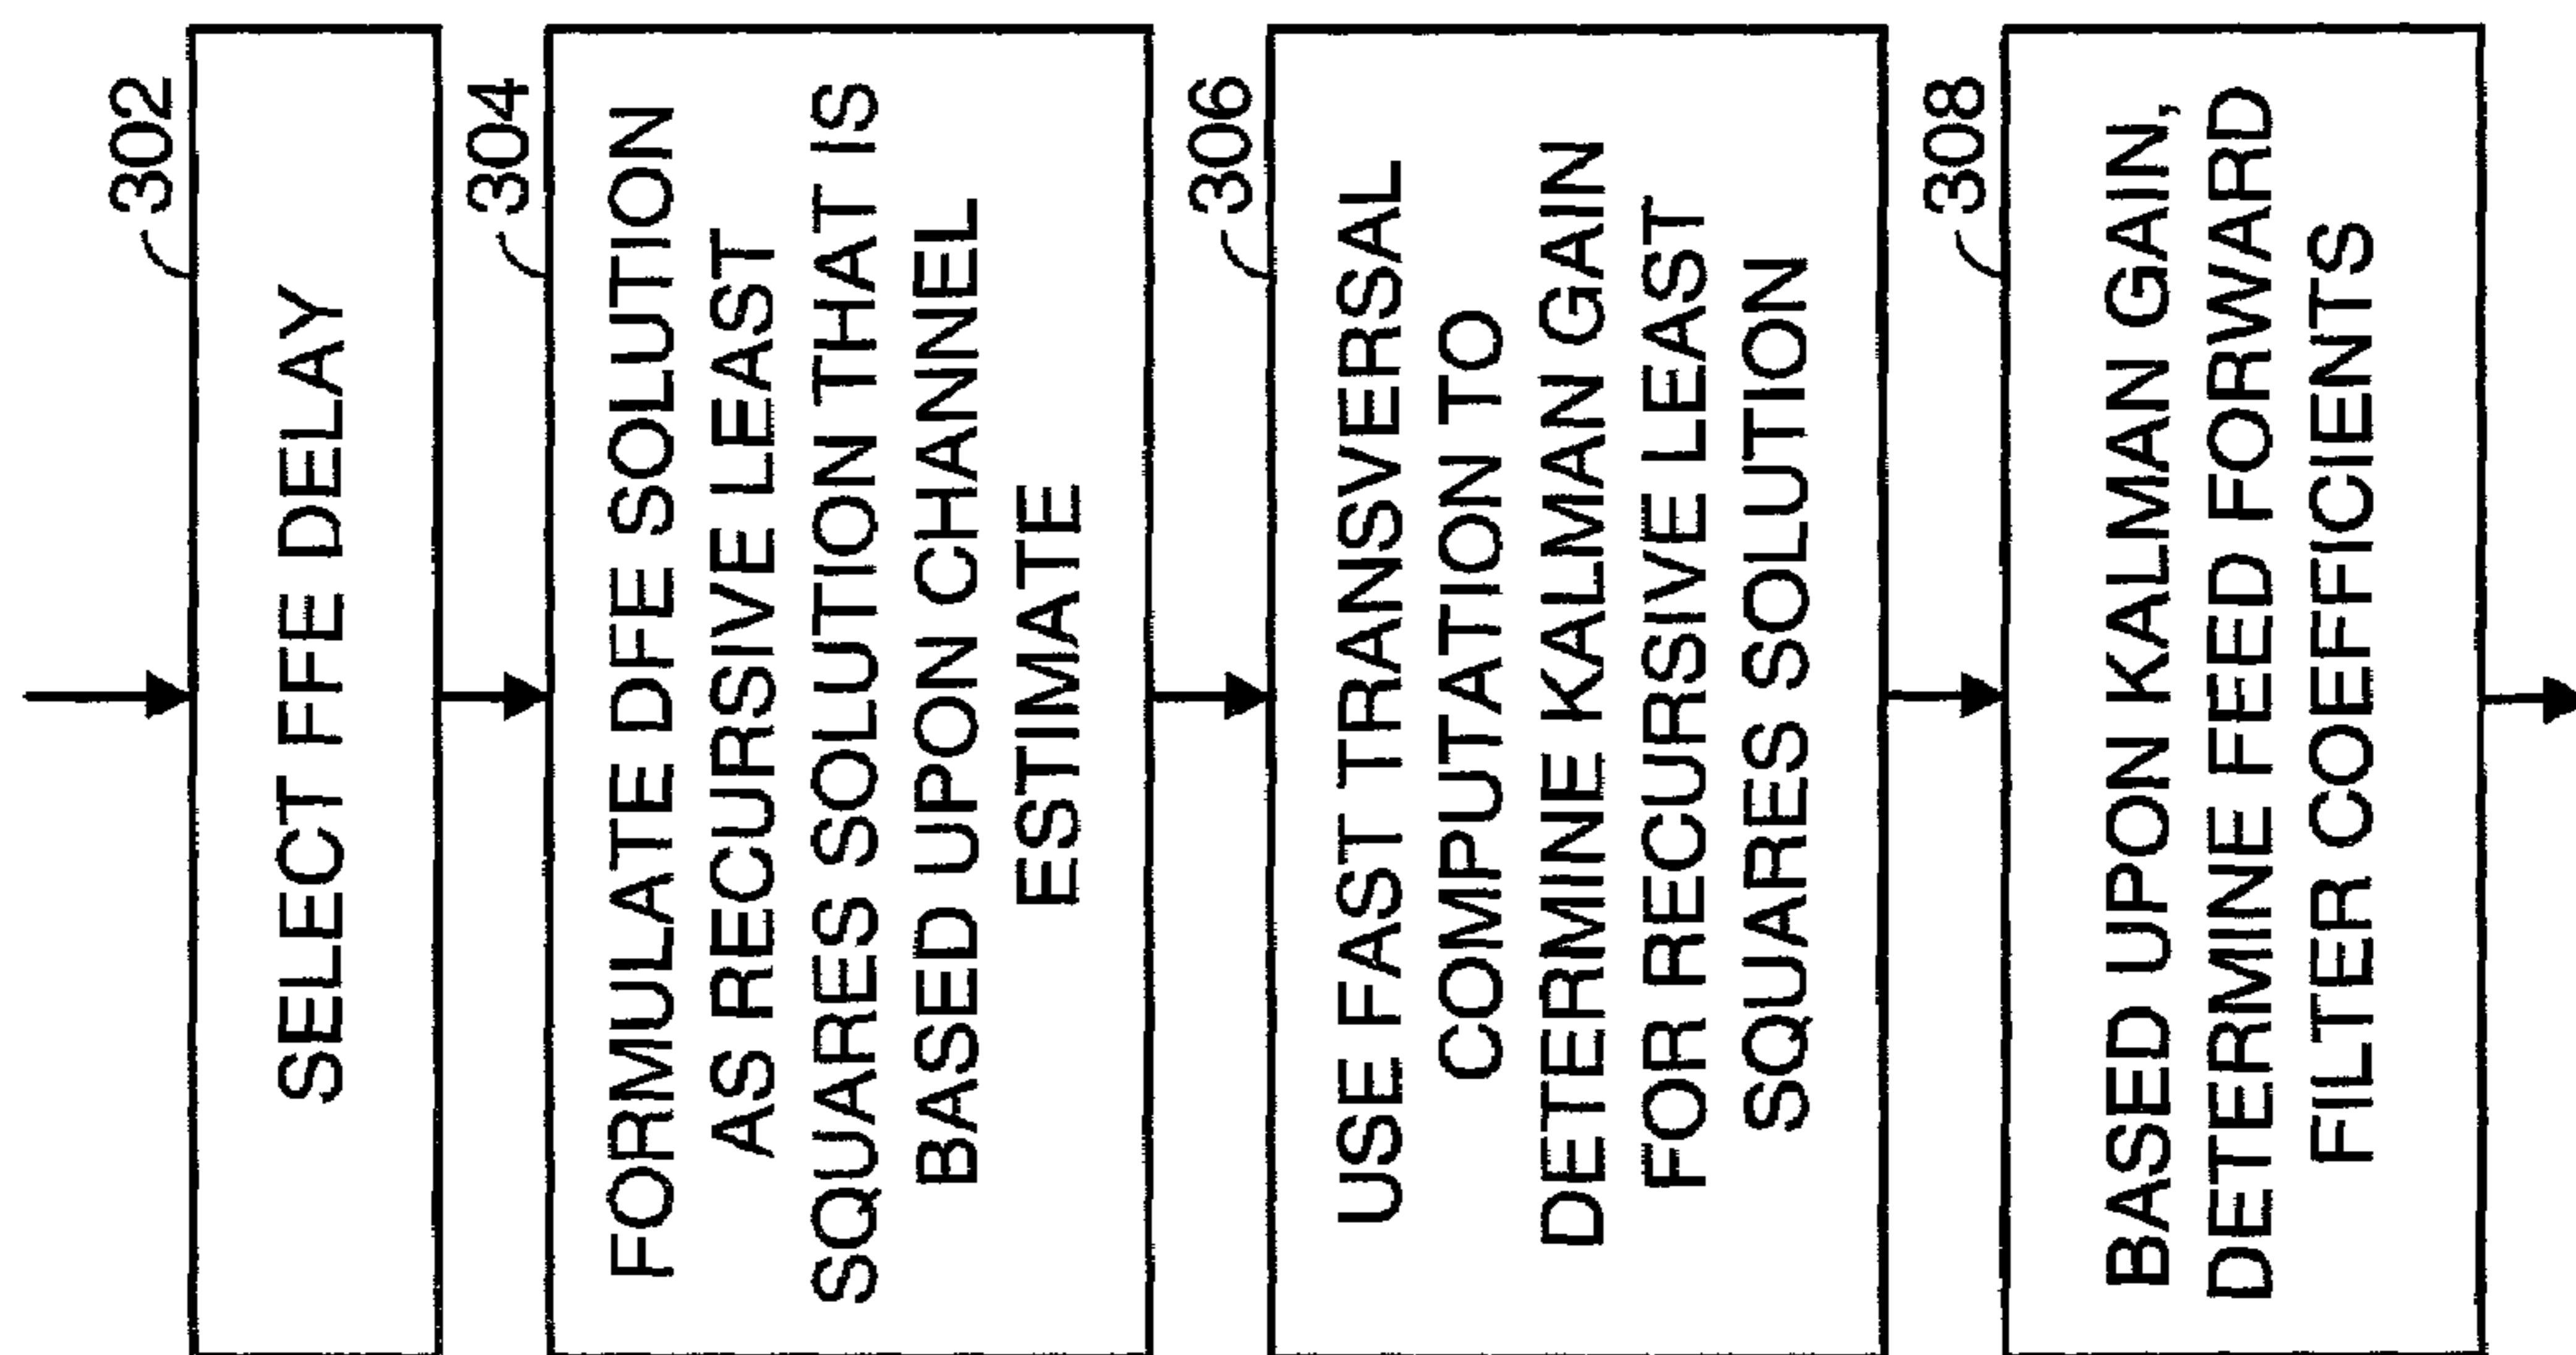 302
SELECT FFE DELAY
304
FORMULATE DFE SOLUTION
AS RECURSIVE LEAST
SQUARES SOLUTION THAT IS
BASED UPON CHANNEL
ESTIMATE
306
USE FAST TRANSVERSAL
COMPUTATION TO
DETERMINE KALMAN GAIN
FOR RECURSIVE LEAST
SQUARES SOLUTION
308
BASED UPON KALMAN GAIN,
DETERMINE FEED FORWARD
FILTER COEFFICIENTS